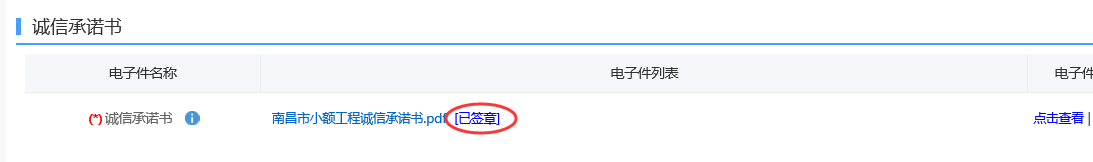 诚信承诺书
电子件名称 电子件列表 电子件
(*) 诚信承诺书 南昌市小额工程诚信承诺书.pdf [已签章] 点击查看 |